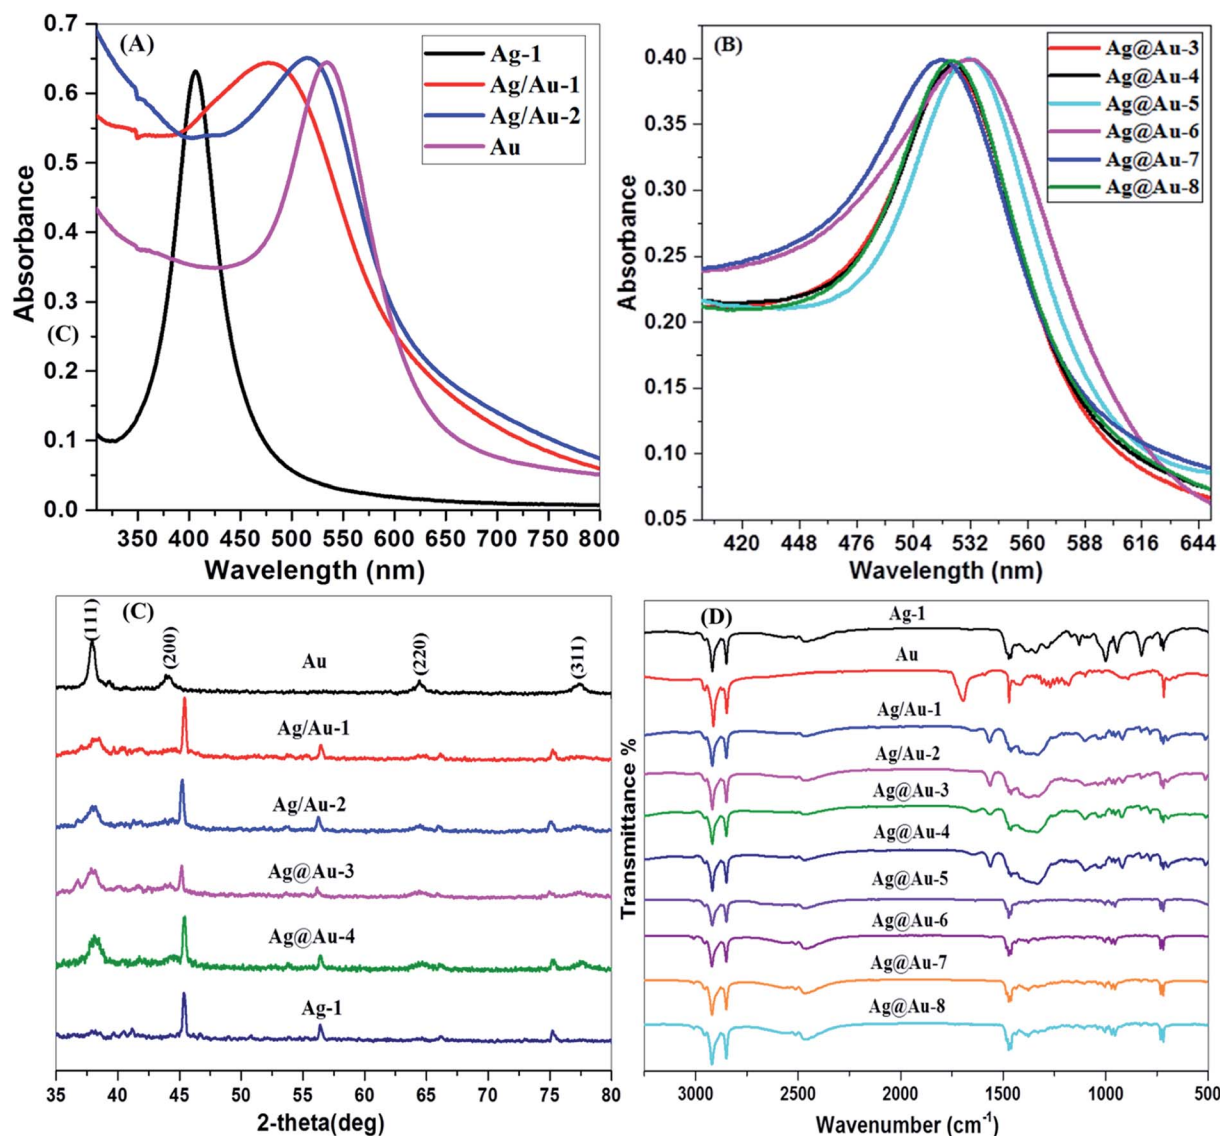 (A)
Ag-1
Ag/Au-1
Ag/Au-2
Au
0.7
0.6
0.5
0.4
0.3
0.2
0.1
0.0
Absorbance
(C)
350 400 450 500 550 600 650 700 750 800
Wavelength (nm)
(B)
Ag@Au-3
Ag@Au-4
Ag@Au-5
Ag@Au-6
Ag@Au-7
Ag@Au-8
0.40
0.35
0.30
0.25
0.20
0.15
0.10
0.05
Absorbance
420 448 476 504 532 560 588 616 644
Wavelength (nm)
(C)
(111)
(200)
(220)
(311)
Au
Ag/Au-1
Ag/Au-2
Ag@Au-3
Ag@Au-4
Ag-1
35 40 45 50 55 60 65 70 75 80
2-theta(deg)
(D)
Ag-1
Au
Ag/Au-1
Ag/Au-2
Ag@Au-3
Ag@Au-4
Ag@Au-5
Ag@Au-6
Ag@Au-7
Ag@Au-8
Transmittance %
3000 2500 2000 1500 1000 500
Wavenumber (cm⁻¹)